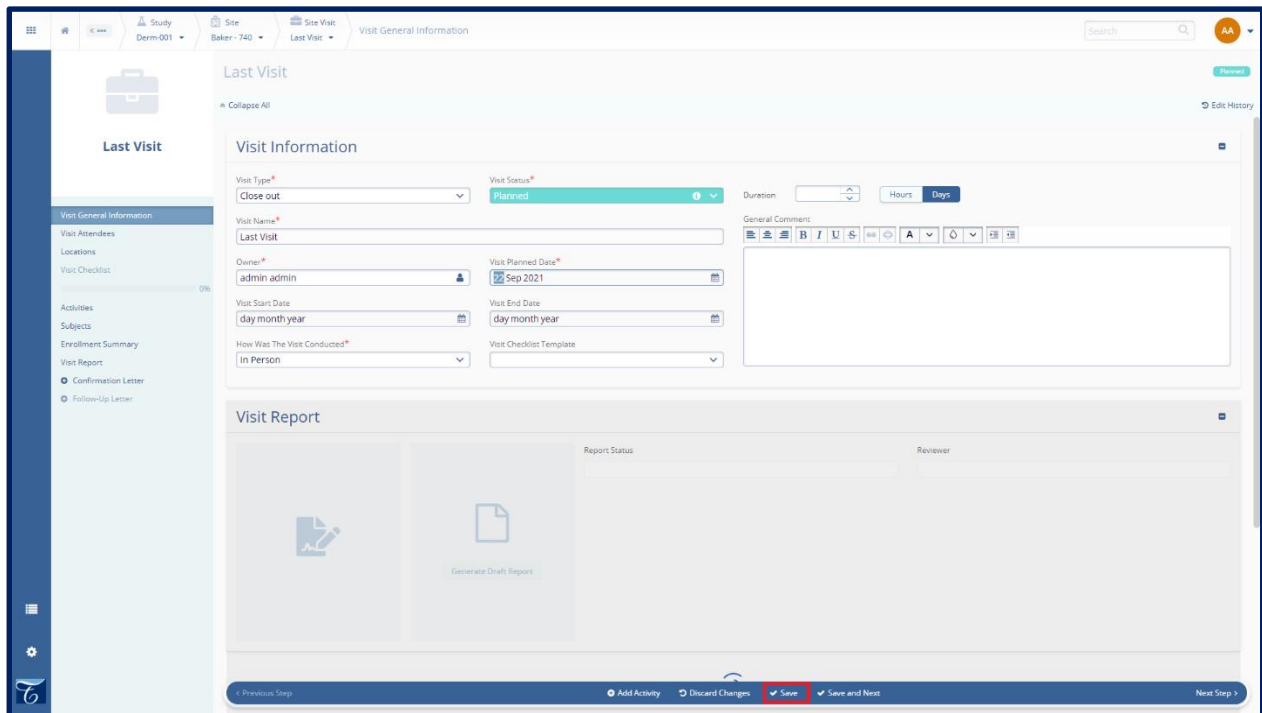 Study
Derm-001
Site
Baker - 740
Site Visit
Last Visit
Visit General Information
Search
AA
Last Visit
Planned
Collapse All
Edit History
Last Visit
Visit General Information
Visit Attendees
Locations
Visit Checklist
0%
Activities
Subjects
Enrollment Summary
Visit Report
Confirmation Letter
Follow-Up Letter
Visit Information
Visit Type*
Close out
Visit Status*
Planned
Duration
Hours Days
Visit Name*
Last Visit
General Comment
B I U S A
Owner*
admin admin
Visit Planned Date*
22 Sep 2021
Visit Start Date
day month year
Visit End Date
day month year
How Was The Visit Conducted*
In Person
Visit Checklist Template
Visit Report
Generate Draft Report
Report Status
Reviewer
< Previous Step
Add Activity
Discard Changes
Save
Save and Next
Next Step >